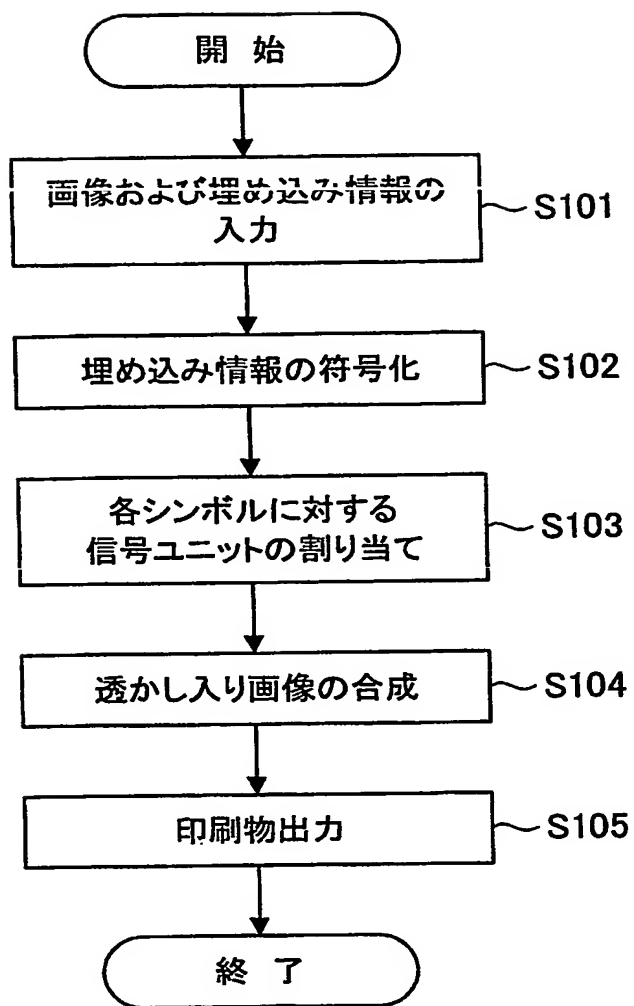 開 始
画像および埋め込み情報の
入力
S101
埋め込み情報の符号化
S102
各シンボルに対する
信号ユニットの割り当て
S103
透かし入り画像の合成
S104
印刷物出力
S105
終 了